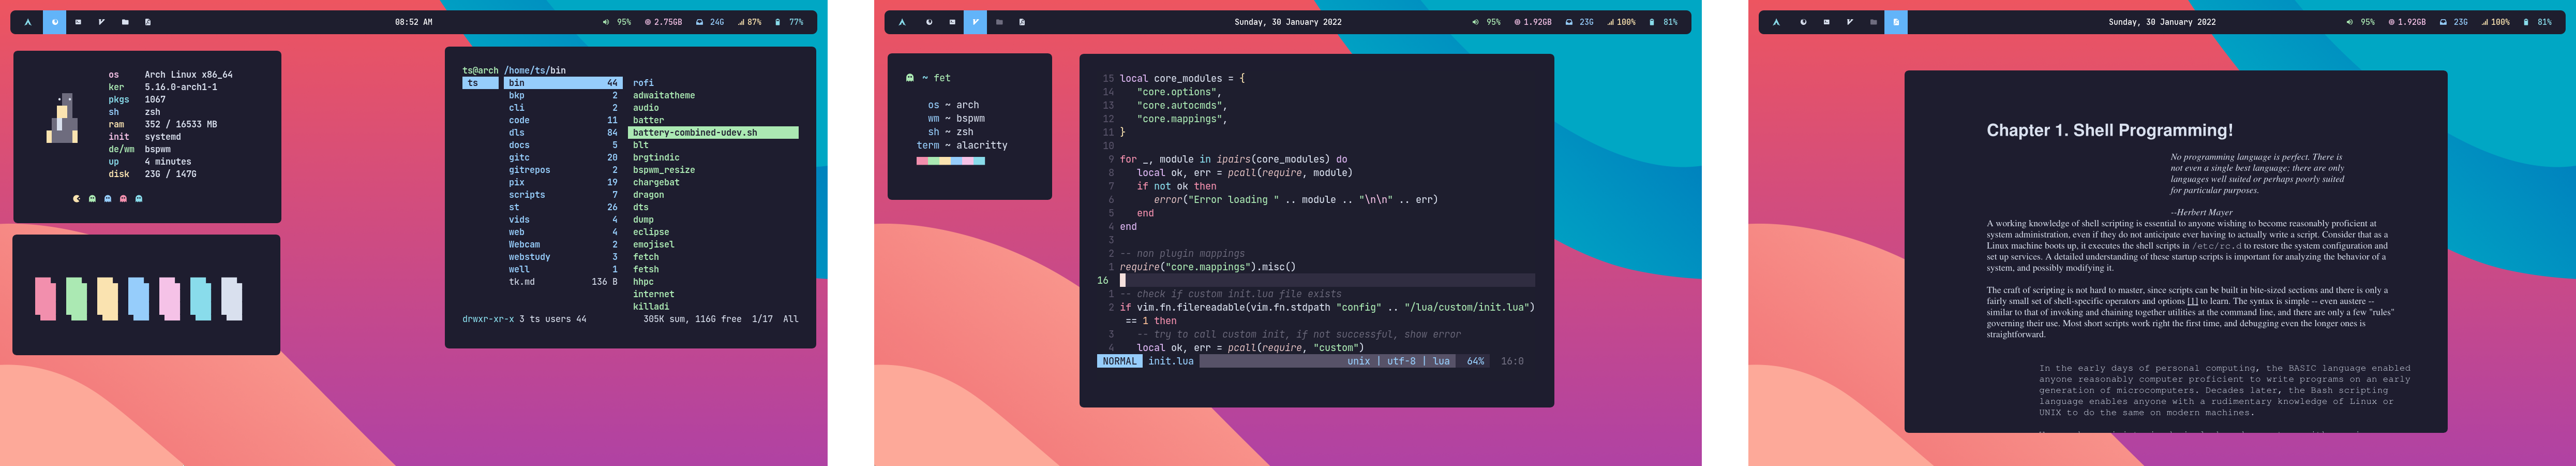 08:52 AM
95% 2.75GB 24G 87% 77%
os Arch Linux x86_64
ker 5.16.0-arch1-1
pkgs 1067
sh zsh
ram 352 / 16533 MB
init systemd
de/wm bspwm
up 4 minutes
disk 23G / 147G
ts@arch /home/ts/bin
ts bin 44 rofi
bkp 2 adwaitatheme
cli 2 audio
code 11 batter
dls 84 battery-combined-udev.sh
docs 5 blt
gitc 20 brgtindic
gitrepos 2 bspwm_resize
pix 19 chargebat
scripts 7 dragon
st 26 dts
vids 4 dump
web 4 eclipse
Webcam 2 emojisel
webstudy 3 fetch
well 1 fetsh
tk.md 136 B hhpc
internet
killadi
drwxr-xr-x 3 ts users 44 305K sum, 116G free 1/17 All
Sunday, 30 January 2022
95% 1.92GB 23G 100% 81%
~ fet
os ~ arch
wm ~ bspwm
sh ~ zsh
term ~ alacritty
15 local core_modules = {
14 "core.options",
13 "core.autocmds",
12 "core.mappings",
11 }
10
9 for _, module in ipairs(core_modules) do
8 local ok, err = pcall(require, module)
7 if not ok then
6 error("Error loading " .. module .. "\n\n" .. err)
5 end
4 end
3
2 -- non plugin mappings
1 require("core.mappings").misc()
16
1 -- check if custom init.lua file exists
2 if vim.fn.filereadable(vim.fn.stdpath "config" .. "/lua/custom/init.lua")
== 1 then
3 -- try to call custom init, if not successful, show error
4 local ok, err = pcall(require, "custom")
NORMAL init.lua unix | utf-8 | lua 64% 16:0
Sunday, 30 January 2022
95% 1.92GB 23G 100% 81%
Chapter 1. Shell Programming!
No programming language is perfect. There is
not even a single best language; there are only
languages well suited or perhaps poorly suited
for particular purposes.
--Herbert Mayer
A working knowledge of shell scripting is essential to anyone wishing to become reasonably proficient at
system administration, even if they do not anticipate ever having to actually write a script. Consider that as a
Linux machine boots up, it executes the shell scripts in /etc/rc.d to restore the system configuration and
set up services. A detailed understanding of these startup scripts is important for analyzing the behavior of a
system, and possibly modifying it.
The craft of scripting is not hard to master, since scripts can be built in bite-sized sections and there is only a
fairly small set of shell-specific operators and options [1] to learn. The syntax is simple -- even austere --
similar to that of invoking and chaining together utilities at the command line, and there are only a few "rules"
governing their use. Most short scripts work right the first time, and debugging even the longer ones is
straightforward.
In the early days of personal computing, the BASIC language enabled
anyone reasonably computer proficient to write programs on an early
generation of microcomputers. Decades later, the Bash scripting
language enables anyone with a rudimentary knowledge of Linux or
UNIX to do the same on modern machines.